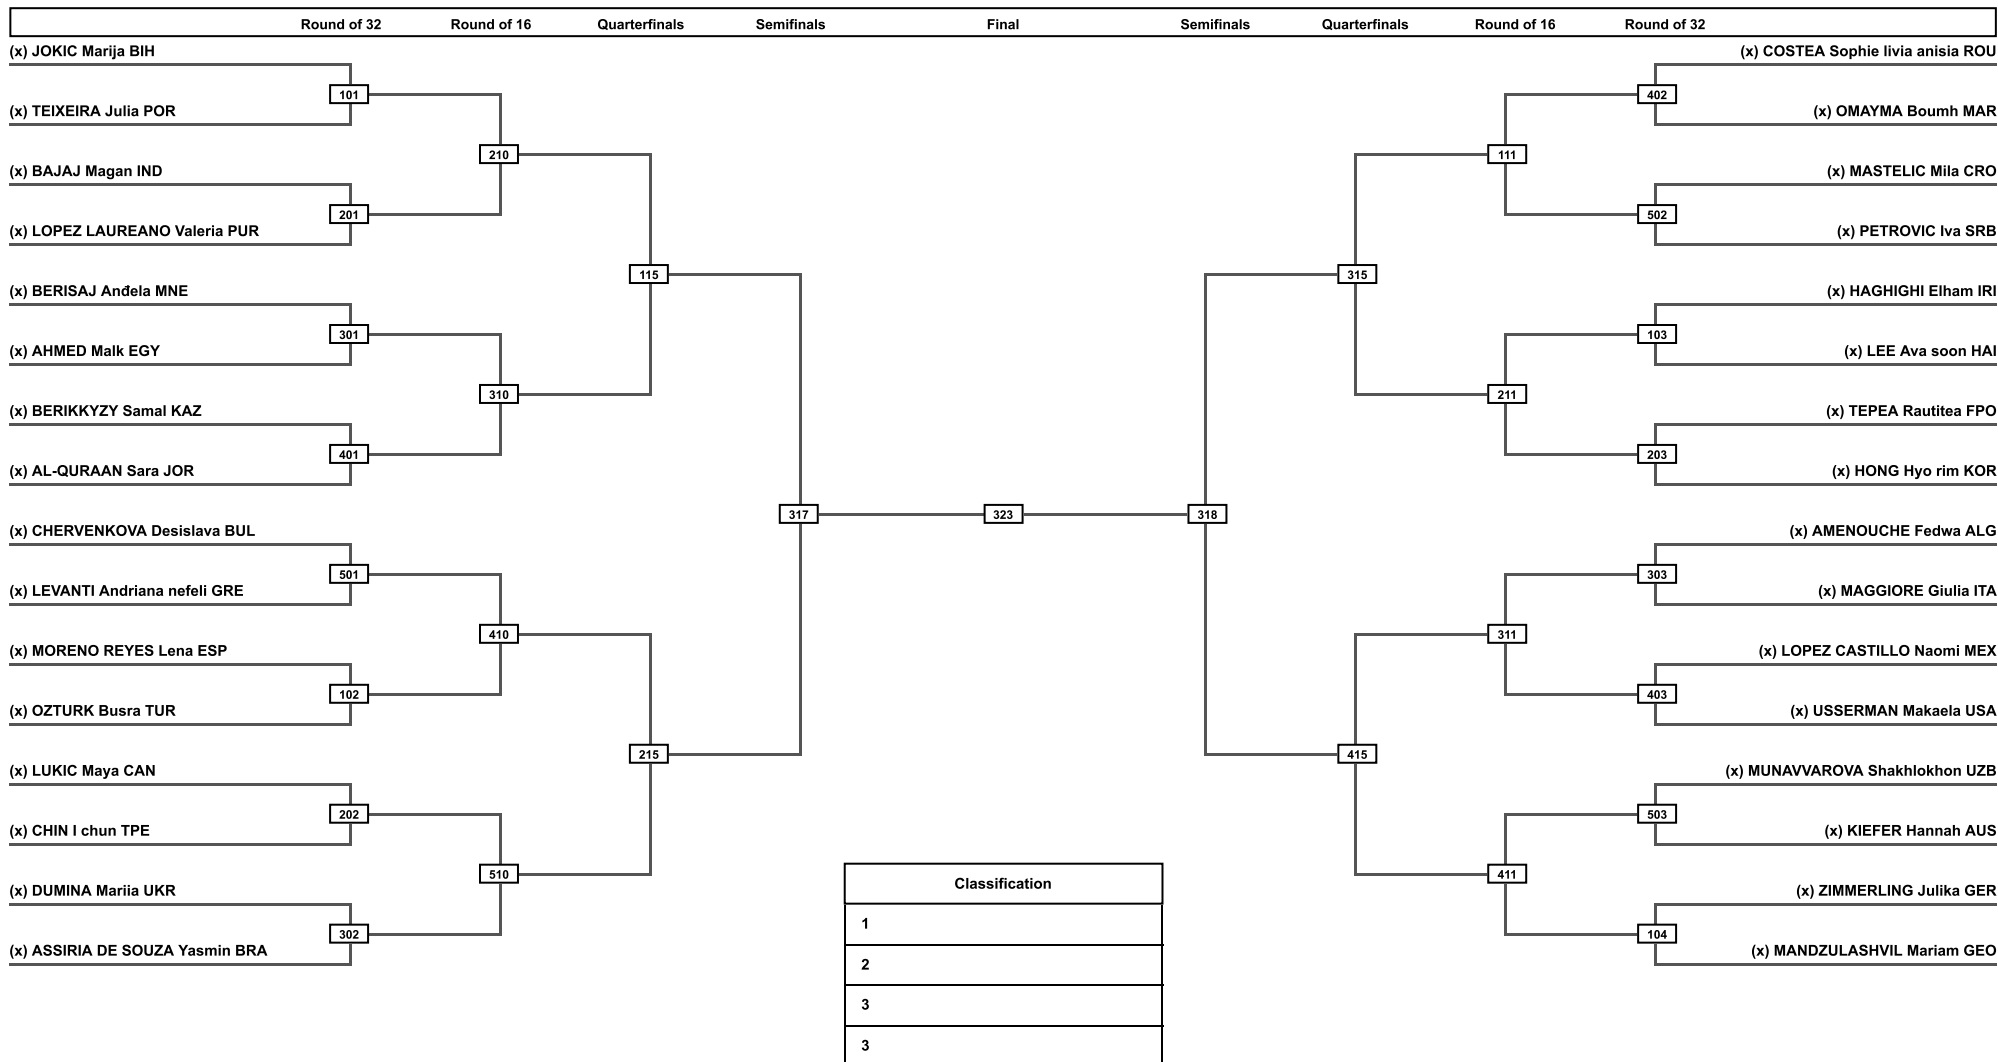 Round of 32 Round of 16 Quarterfinals Semifinals Final Semifinals Quarterfinals Round of 16 Round of 32
(x) JOKIC Marija BIH (x) COSTEA Sophie livia anisia ROU
101 402
(x) TEIXEIRA Julia POR (x) OMAYMA Boumh MAR
210 111
(x) BAJAJ Magan IND (x) MASTELIC Mila CRO
201 502
(x) LOPEZ LAUREANO Valeria PUR (x) PETROVIC Iva SRB
115 315
(x) BERISAJ Anđela MNE (x) HAGHIGHI Elham IRI
301 103
(x) AHMED Malk EGY (x) LEE Ava soon HAI
310 211
(x) BERIKKYZY Samal KAZ (x) TEPEA Rautitea FPO
401 203
(x) AL-QURAAN Sara JOR (x) HONG Hyo rim KOR
317 323 318
(x) CHERVENKOVA Desislava BUL (x) AMENOUCHE Fedwa ALG
501 303
(x) LEVANTI Andriana nefeli GRE (x) MAGGIORE Giulia ITA
410 311
(x) MORENO REYES Lena ESP (x) LOPEZ CASTILLO Naomi MEX
102 403
(x) OZTURK Busra TUR (x) USSERMAN Makaela USA
215 415
(x) LUKIC Maya CAN (x) MUNAVVAROVA Shakhlokhon UZB
202 503
(x) CHIN I chun TPE (x) KIEFER Hannah AUS
510 411
(x) DUMINA Mariia UKR (x) ZIMMERLING Julika GER
302 104
(x) ASSIRIA DE SOUZA Yasmin BRA (x) MANDZULASHVIL Mariam GEO
Classification
1
2
3
3